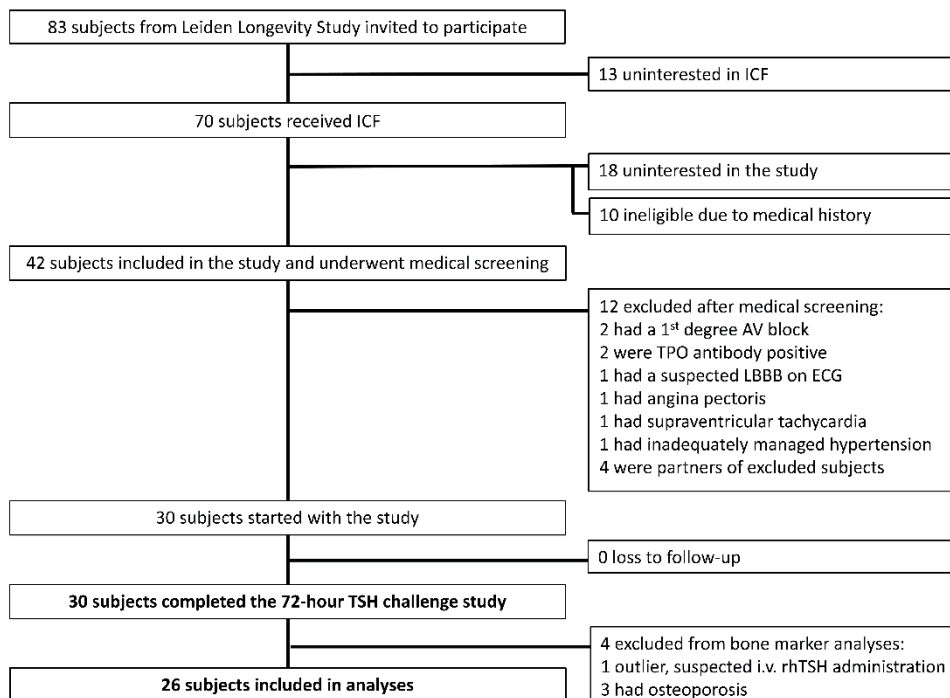 83 subjects from Leiden Longevity Study invited to participate
13 uninterested in ICF
70 subjects received ICF
18 uninterested in the study
10 ineligible due to medical history
42 subjects included in the study and underwent medical screening
12 excluded after medical screening:
2 had a 1st degree AV block
2 were TPO antibody positive
1 had a suspected LBBB on ECG
1 had angina pectoris
1 had supraventricular tachycardia
1 had inadequately managed hypertension
4 were partners of excluded subjects
30 subjects started with the study
0 loss to follow-up
30 subjects completed the 72-hour TSH challenge study
4 excluded from bone marker analyses:
1 outlier, suspected i.v. rhTSH administration
3 had osteoporosis
26 subjects included in analyses